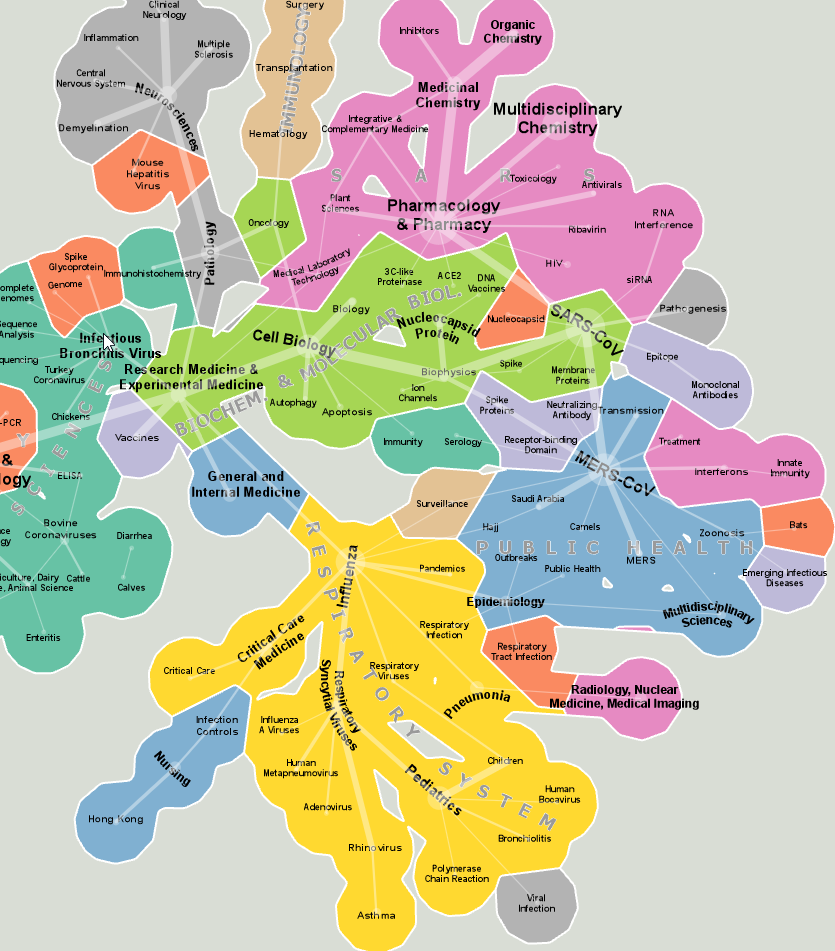 Surgery
Clinical
Neurology
Inflammation
Multiple
Sclerosis
Central
Nervous System
Neurosciences
Demyelination
Mouse
Hepatitis
Virus
IMMUNOLOGY
Transplantation
Hematology
Oncology
Inhibitors
Organic
Chemistry
Medicinal
Chemistry
Multidisciplinary
Chemistry
Integrative &
Complementary Medicine
S A R S
Toxicology
Antivirals
Plant
Sciences
Pharmacology
& Pharmacy
RNA
Interference
Ribavirin
HIV
siRNA
Pathology
Medical Laboratory
Technology
Spike
Glycoprotein
Genome
Immunohistochemistry
3C-like
Proteinase
ACE2
DNA
Vaccines
Biology
Nucleocapsid
Protein
Nucleocapsid
SARS-CoV
Pathogenesis
Cell Biology
BIOCHEM. & MOLECULAR BIOL.
Infectious
Bronchitis Virus
Research Medicine &
Experimental Medicine
Turkey
Coronavirus
Chickens
Analysis
Biophysics
Spike
Membrane
Proteins
Epitope
Monoclonal
Antibodies
Ion
Channels
Autophagy
Apoptosis
Spike
Proteins
Neutralizing
Antibody
Transmission
Receptor-binding
Domain
Immunity
Serology
Vaccines
-PCR
&
logy
SCIENCES
Y
ELISA
General and
Internal Medicine
MERS-CoV
Treatment
Interferons
Innate
Immunity
Surveillance
Saudi Arabia
Hajj
Camels
Zoonosis
Bats
PUBLIC HEALTH
Outbreaks
Public Health
MERS
Emerging Infectious
Diseases
Epidemiology
Multidisciplinary
Sciences
Bovine
Coronaviruses
Diarrhea
gy
iculture, Dairy
e, Animal Science
Cattle
Calves
Enteritis
RESPIRATORY SYSTEM
Influenza
Pandemics
Respiratory
Infection
Respiratory
Tract Infection
Critical Care
Medicine
Critical Care
Respiratory
Viruses
Respiratory
Syncytial Viruses
Pneumonia
Radiology, Nuclear
Medicine, Medical Imaging
Infection
Controls
Nursing
Hong Kong
Influenza
A Viruses
Human
Metapneumovirus
Adenovirus
Rhinovirus
Asthma
Children
Pediatrics
Human
Bocavirus
Bronchiolitis
Polymerase
Chain Reaction
Viral
Infection